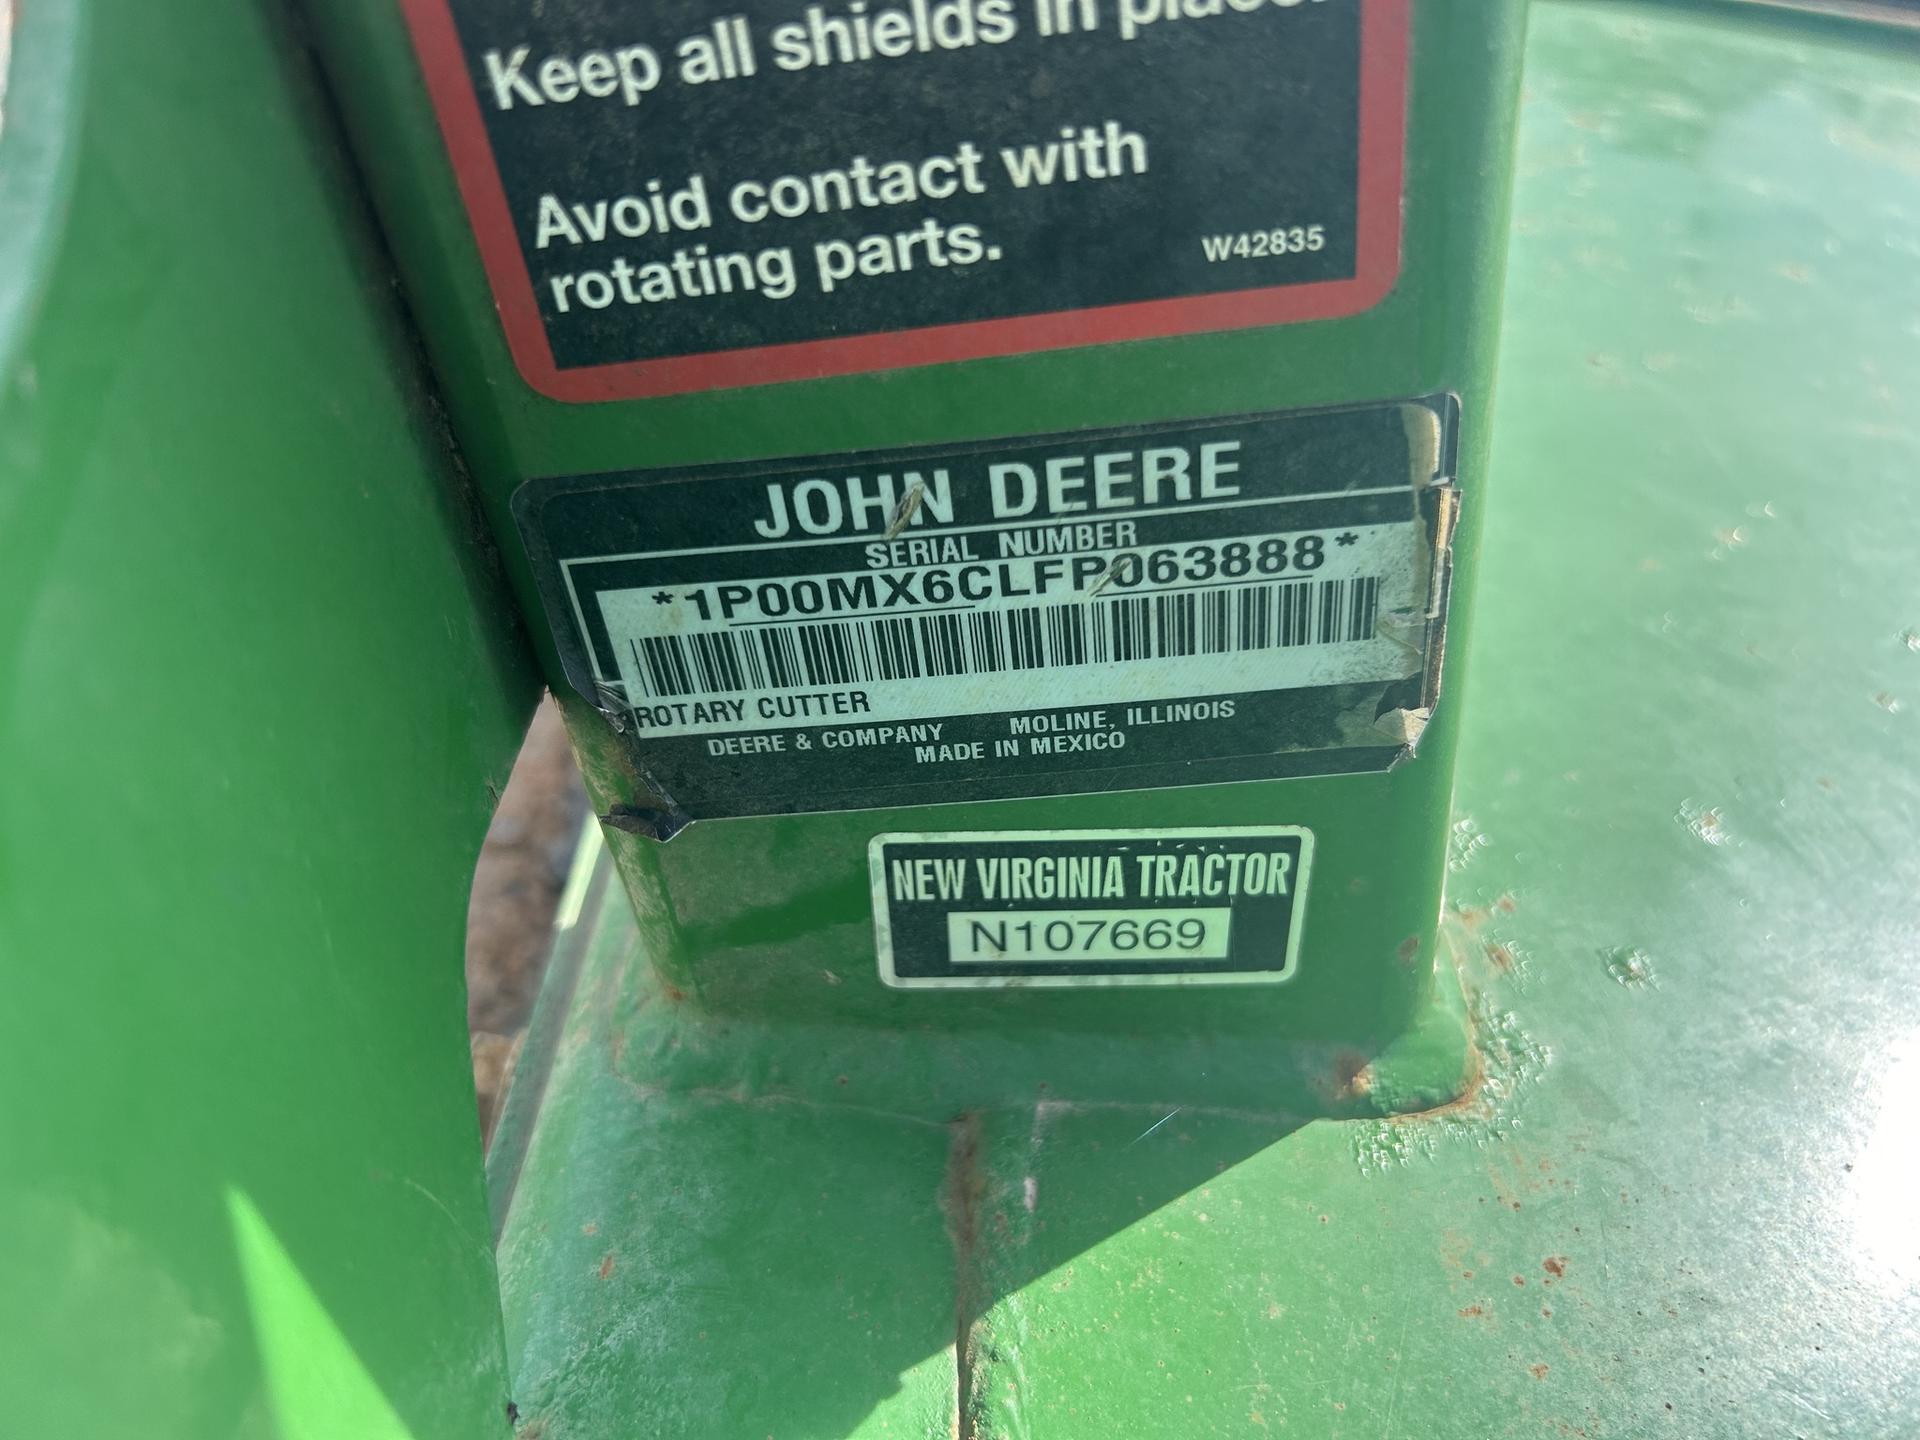 Keep all shields in place.
Avoid contact with
rotating parts.
W42835
JOHN DEERE
SERIAL NUMBER
*1P00MX6CLFP063888*
ROTARY CUTTER
DEERE & COMPANY MOLINE, ILLINOIS
MADE IN MEXICO
NEW VIRGINIA TRACTOR
N107669